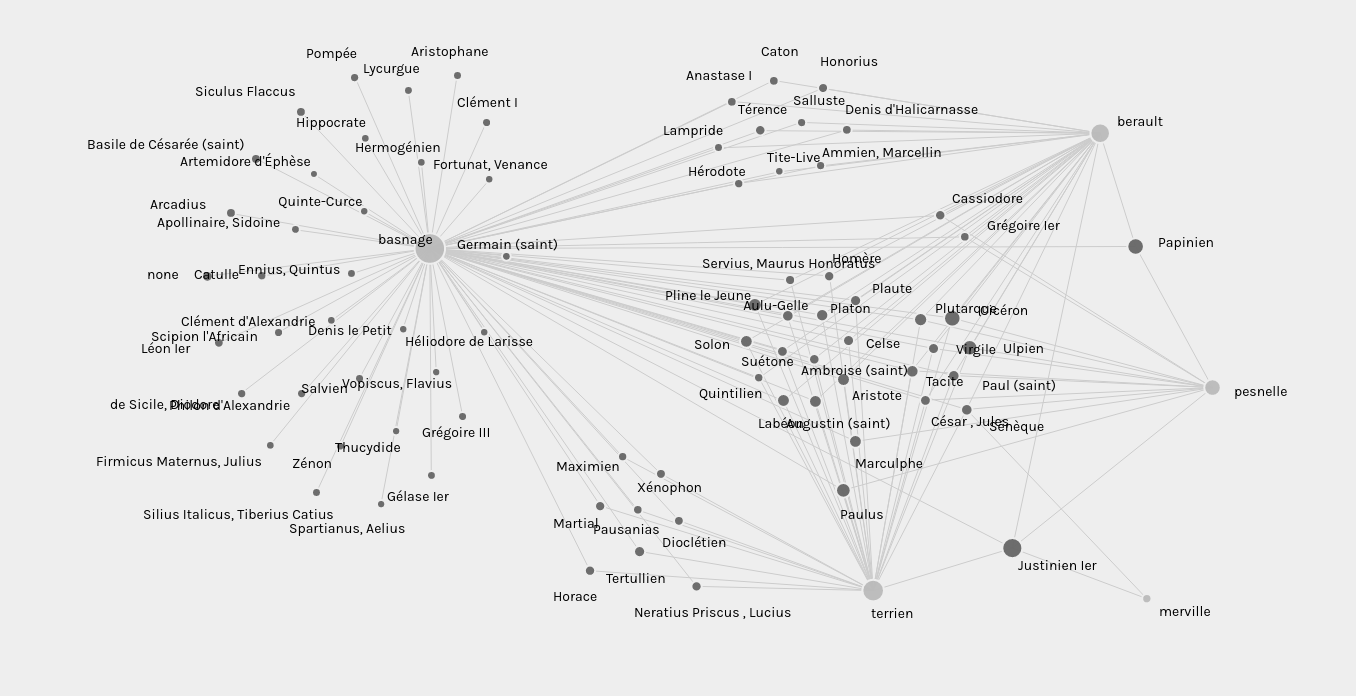 Aristophane
Caton
Pompée
Honorius
Lycurgue
Anastase I
Siculus Flaccus
Clément I
Salluste
Térence
Denis d'Halicarnasse
Hippocrate
berault
Lampride
Basile de Césarée (saint)
Hermogénien
Ammien, Marcellin
Tite-Live
Artemidore d'Éphèse
Fortunat, Venance
Hérodote
Cassiodore
Quinte-Curce
Arcadius
Apollinaire, Sidoine
Grégoire Ier
basnage
Papinien
Germain (saint)
Homère
Servius, Maurus Honoratus
Ennius, Quintus
none
Catulle
Plaute
Pline le Jeune
Aulu-Gelle
Platon
Plutarque
Cicéron
Clément d'Alexandrie
Denis le Petit
Scipion l'Africain
Héliodore de Larisse
Solon
Celse
Léon Ier
Virgile
Ulpien
Suétone
Ambroise (saint)
Tacite
Vopiscus, Flavius
Paul (saint)
Salvien
pesnelle
Quintilien
Aristote
de Sicile, Diodore
Philon d'Alexandrie
César , Jules
Labéon
Augustin (saint)
Sénèque
Grégoire III
Thucydide
Firmicus Maternus, Julius
Zénon
Marculphe
Maximien
Xénophon
Gélase Ier
Silius Italicus, Tiberius Catius
Paulus
Martial
Spartianus, Aelius
Pausanias
Dioclétien
Justinien Ier
Tertullien
Horace
Neratius Priscus , Lucius
terrien
merville